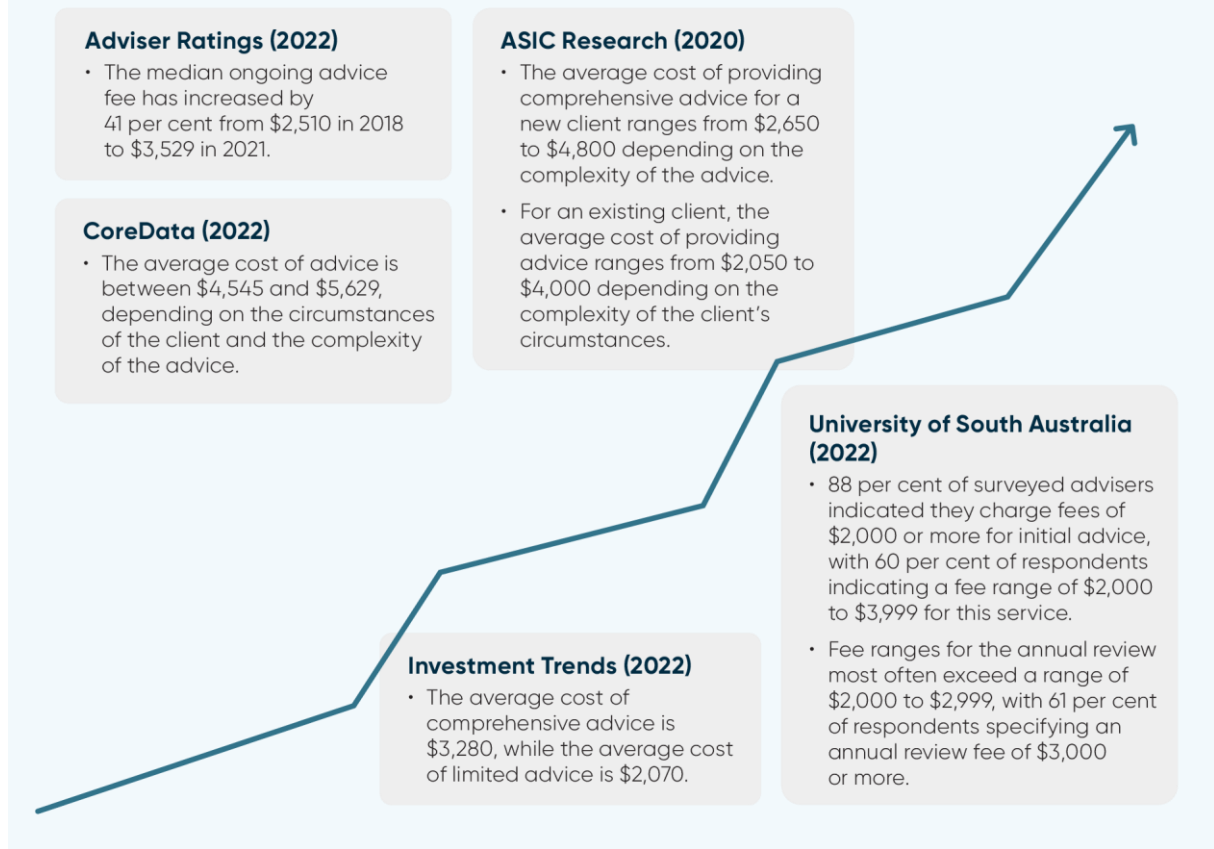 Adviser Ratings (2022)
• The median ongoing advice
fee has increased by
41 per cent from $2,510 in 2018
to $3,529 in 2021.
CoreData (2022)
• The average cost of advice is
between $4,545 and $5,629,
depending on the circumstances
of the client and the complexity
of the advice.
ASIC Research (2020)
• The average cost of providing
comprehensive advice for a
new client ranges from $2,650
to $4,800 depending on the
complexity of the advice.
• For an existing client, the
average cost of providing
advice ranges from $2,050 to
$4,000 depending on the
complexity of the client’s
circumstances.
Investment Trends (2022)
• The average cost of
comprehensive advice is
$3,280, while the average cost
of limited advice is $2,070.
University of South Australia
(2022)
• 88 per cent of surveyed advisers
indicated they charge fees of
$2,000 or more for initial advice,
with 60 per cent of respondents
indicating a fee range of $2,000
to $3,999 for this service.
• Fee ranges for the annual review
most often exceed a range of
$2,000 to $2,999, with 61 per cent
of respondents specifying an
annual review fee of $3,000
or more.